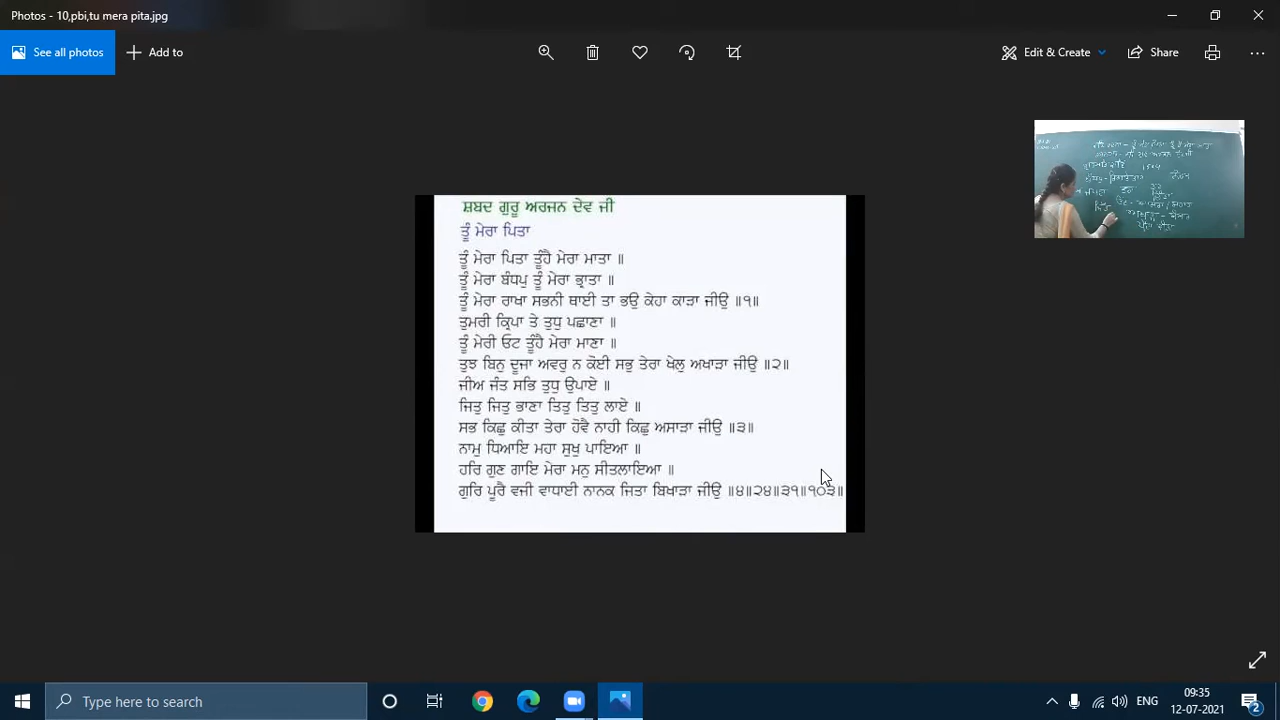 Photos - 10,pbi,tu mera pita.jpg
See all photos
Add to
Edit & Create
Share
ਸ਼ਬਦ ਗੁਰੂ ਅਰਜਨ ਦੇਵ ਜੀ
ਤੂੰ ਮੇਰਾ ਪਿਤਾ
ਤੂੰ ਮੇਰਾ ਪਿਤਾ ਤੂੰਹੈ ਮੇਰਾ ਮਾਤਾ ॥
ਤੂੰ ਮੇਰਾ ਬੰਧਪੁ ਤੂੰ ਮੇਰਾ ਭ੍ਰਾਤਾ ॥
ਤੂੰ ਮੇਰਾ ਰਾਖਾ ਸਭਨੀ ਥਾਈ ਤਾ ਭਉ ਕੇਹਾ ਕਾੜਾ ਜੀਉ ॥੧॥
ਤੁਮਰੀ ਕ੍ਰਿਪਾ ਤੇ ਤੁਧੁ ਪਛਾਣਾ ॥
ਤੂੰ ਮੇਰੀ ਓਟ ਤੂੰਹੈ ਮੇਰਾ ਮਾਣਾ ॥
ਤੁਝ ਬਿਨੁ ਦੂਜਾ ਅਵਰੁ ਨ ਕੋਈ ਸਭੁ ਤੇਰਾ ਖੇਲੁ ਅਖਾੜਾ ਜੀਉ ॥੨॥
ਜੀਅ ਜੰਤ ਸਭਿ ਤੁਧੁ ਉਪਾਏ ॥
ਜਿਤੁ ਜਿਤੁ ਭਾਣਾ ਤਿਤੁ ਤਿਤੁ ਲਾਏ ॥
ਸਭ ਕਿਛੁ ਕੀਤਾ ਤੇਰਾ ਹੋਵੈ ਨਾਹੀ ਕਿਛੁ ਅਸਾੜਾ ਜੀਉ ॥੩॥
ਨਾਮੁ ਧਿਆਇ ਮਹਾ ਸੁਖੁ ਪਾਇਆ ॥
ਹਰਿ ਗੁਣ ਗਾਇ ਮੇਰਾ ਮਨੁ ਸੀਤਲਾਇਆ ॥
ਗੁਰਿ ਪੂਰੈ ਵਜੀ ਵਾਧਾਈ ਨਾਨਕ ਜਿਤਾ ਬਿਖਾੜਾ ਜੀਉ ॥੪॥੨੪॥੩੧॥੧੦੩॥
Type here to search
ENG
09:35
12-07-2021
2